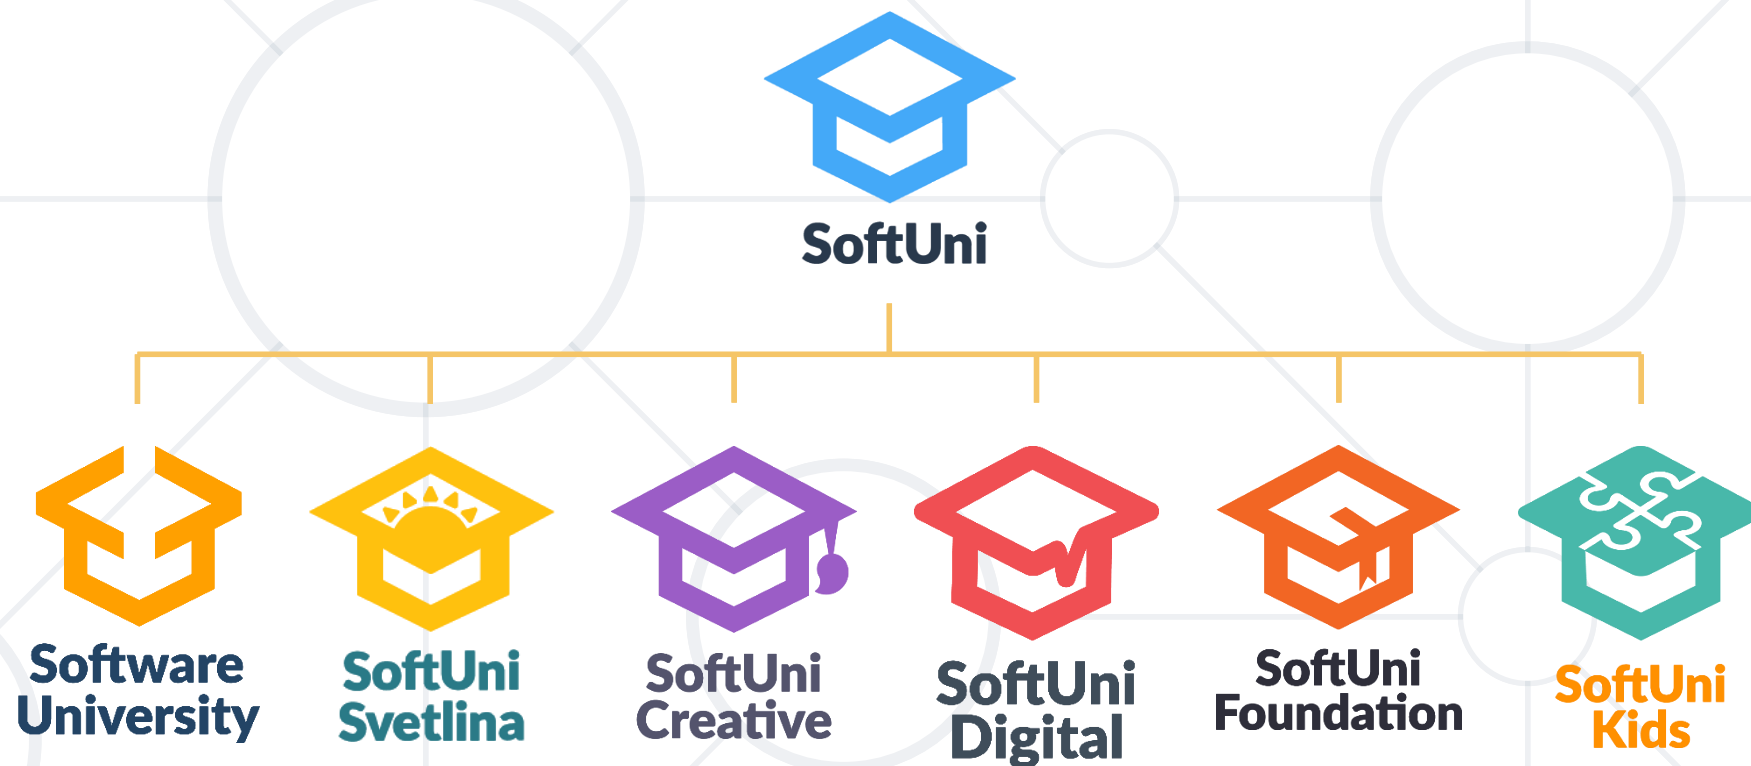 SoftUni
Software
University
SoftUni
Svetlina
SoftUni
Creative
SoftUni
Digital
SoftUni
Foundation
SoftUni
Kids